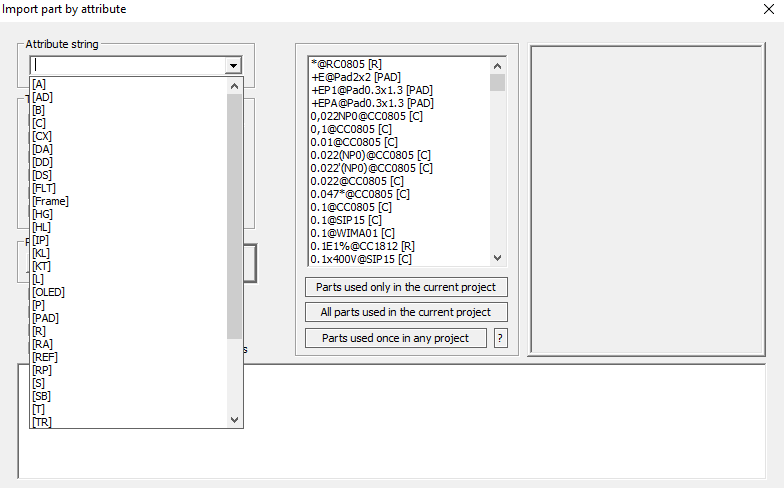 Import part by attribute
Attribute string
[A]
[AD]
[B]
[C]
[CX]
[DA]
[DD]
[DS]
[FLT]
[Frame]
[HG]
[HL]
[IP]
[KL]
[KT]
[L]
[OLED]
[P]
[PAD]
[R]
[RA]
[REF]
[RP]
[S]
[SB]
[T]
[TR]
*@RC0805 [R]
+E@Pad2x2 [PAD]
+EP1@Pad0.3x1.3 [PAD]
+EPA@Pad0.3x1.3 [PAD]
0,022NP0@CC0805 [C]
0,1@CC0805 [C]
0.01@CC0805 [C]
0.022(NP0)@CC0805 [C]
0.022'(NP0)@CC0805 [C]
0.022@CC0805 [C]
0.047*@CC0805 [C]
0.1@CC0805 [C]
0.1@SIP15 [C]
0.1@WIMA01 [C]
0.1E1%@CC1812 [R]
0.1x400V@SIP15 [C]
Parts used only in the current project
All parts used in the current project
Parts used once in any project
?